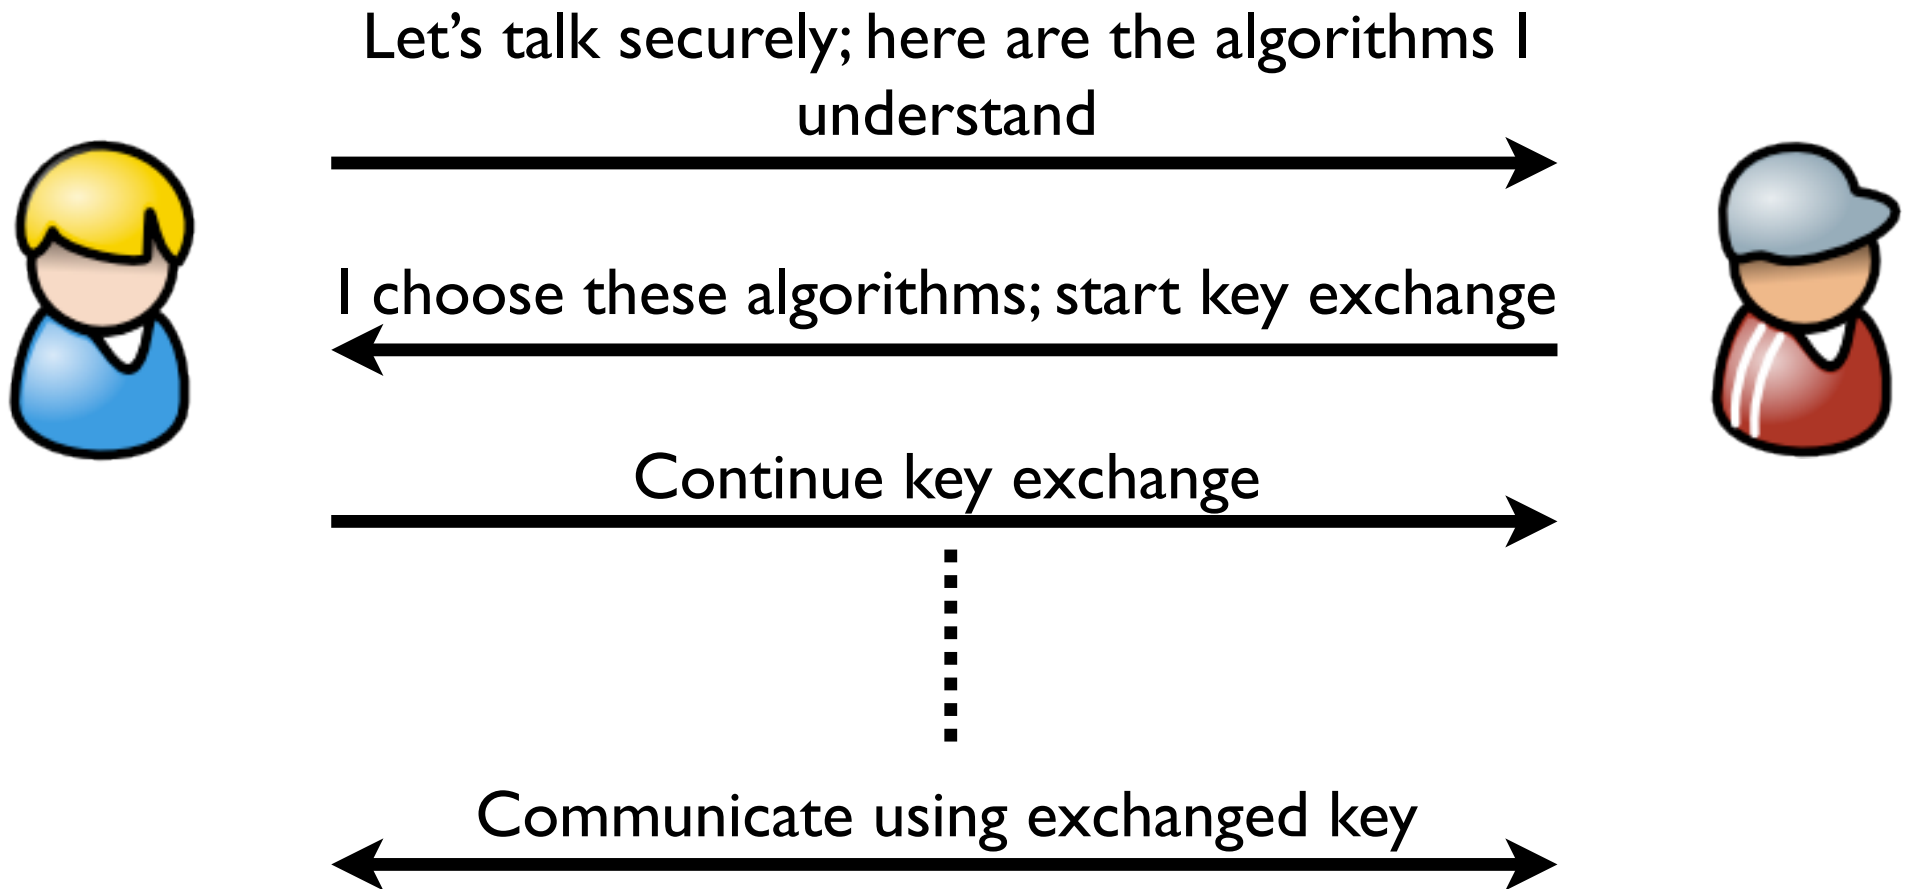 Let’s talk securely; here are the algorithms I
understand
I choose these algorithms; start key exchange
Continue key exchange
Communicate using exchanged key